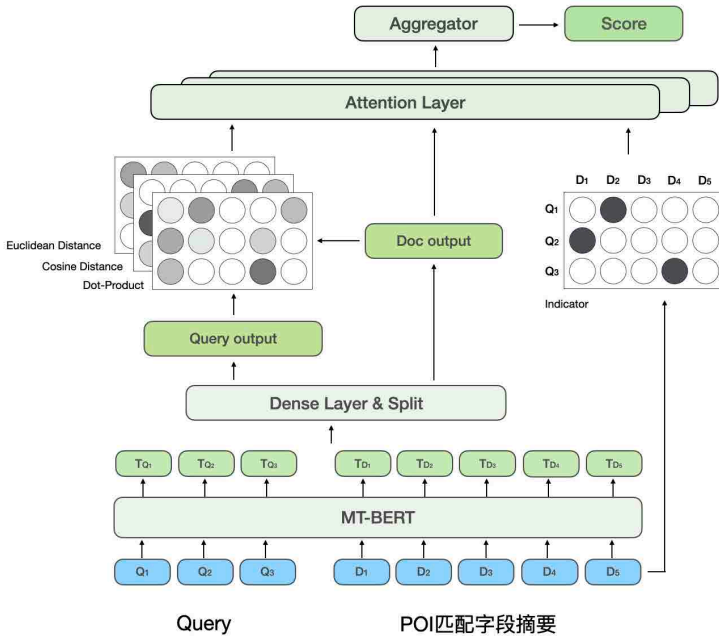 Aggregator
Score
Attention Layer
D1 D2 D3 D4 D5
Q1
Q2
Q3
Indicator
Euclidean Distance
Cosine Distance
Dot-Product
Doc output
Query output
Dense Layer & Split
TQ1 TQ2 TQ3 TD1 TD2 TD3 TD4 TD5
MT-BERT
Q1 Q2 Q3 D1 D2 D3 D4 D5
Query POI匹配字段摘要